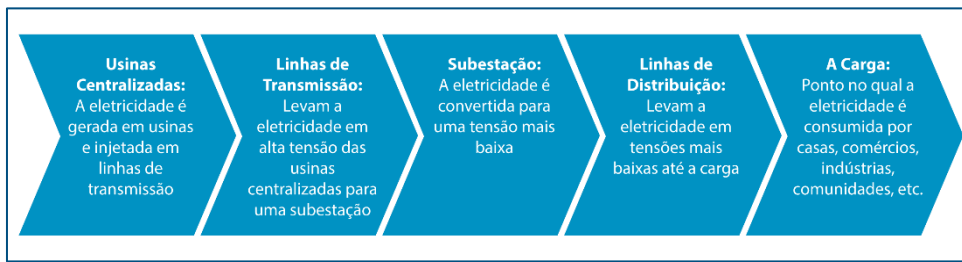 Usinas
Centralizadas:
A eletricidade é
gerada em usinas
e injetada em
linhas de
transmissão
Linhas de
Transmissão:
Levam a
eletricidade em
alta tensão das
usinas
centralizadas para
uma subestação
Subestação:
A eletricidade é
convertida para
uma tensão mais
baixa
Linhas de
Distribuição:
Levam a
eletricidade em
tensões mais
baixas até a carga
A Carga:
Ponto no qual a
eletricidade é
consumida por
casas, comércios,
indústrias,
comunidades, etc.